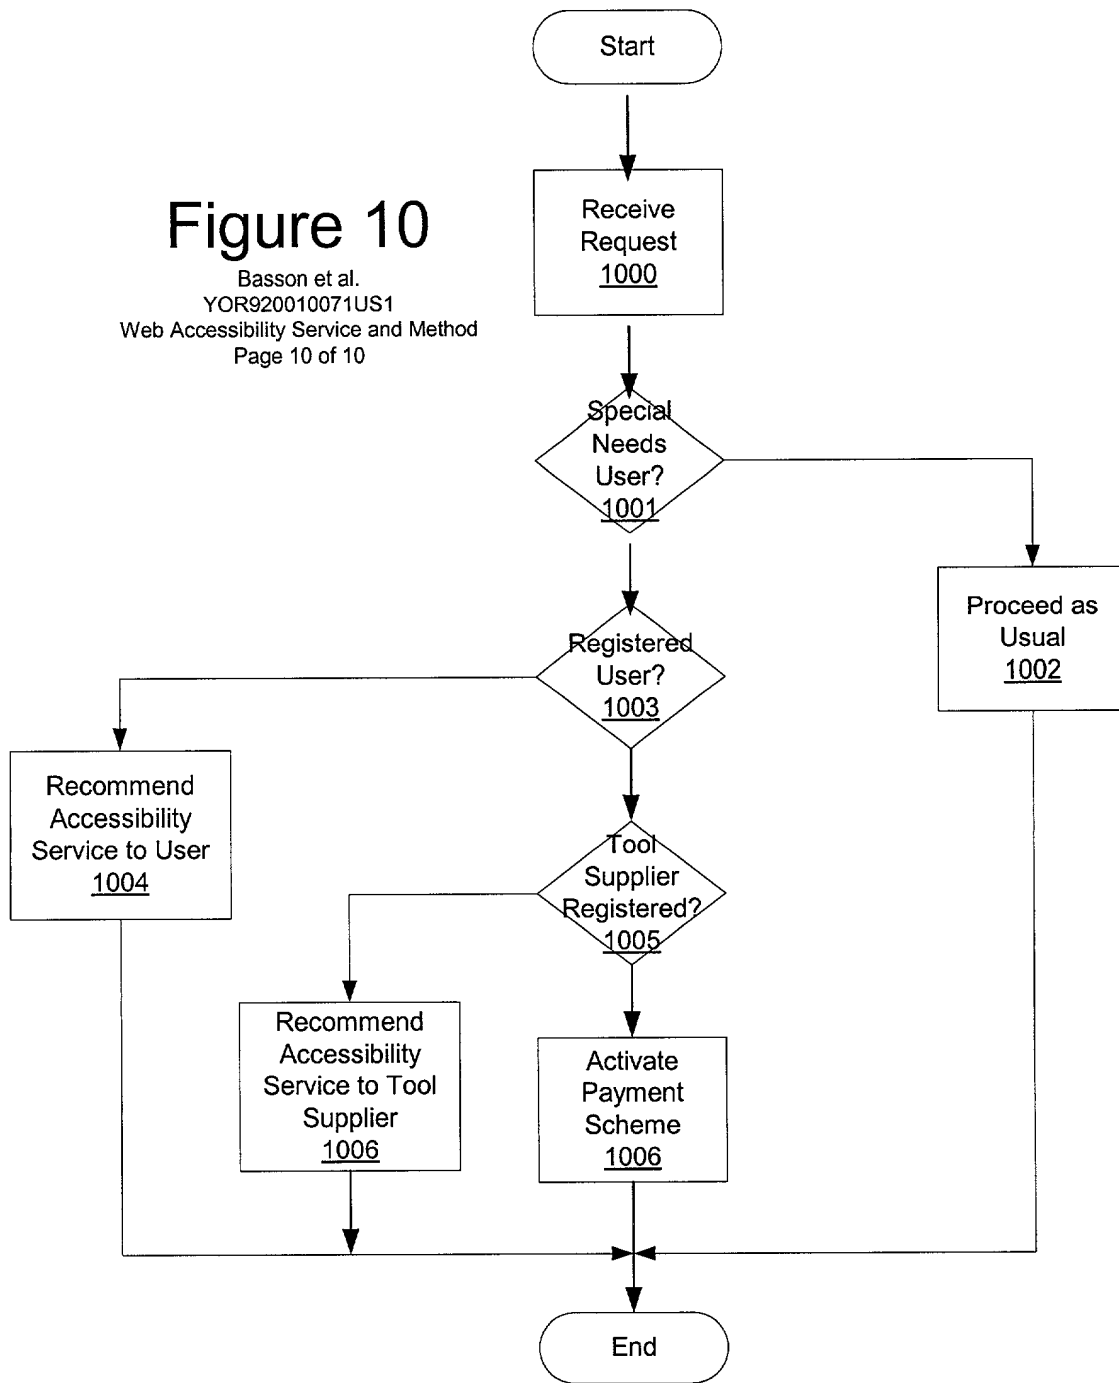 Start
Receive
Request
1000
Figure 10
Basson et al.
YOR920010071US1
Web Accessibility Service and Method
Page 10 of 10
Special
Needs
User?
1001
Proceed as
Usual
1002
Registered
User?
1003
Recommend
Accessibility
Service to User
1004
Tool
Supplier
Registered?
1005
Recommend
Accessibility
Service to Tool
Supplier
1006
Activate
Payment
Scheme
1006
End